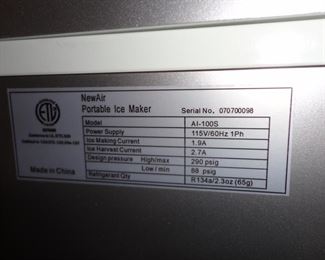 NewAir
Portable Ice Maker
Serial No. 070700098
Model AI-100S
Power Supply 115V/60Hz 1Ph
Ice Making Current 1.9A
Ice Harvest Current 2.7A
Design pressure High/max 290 psig
Low / min 88 psig
Refrigerant Qty R134a/2.3oz (65g)
Made in China